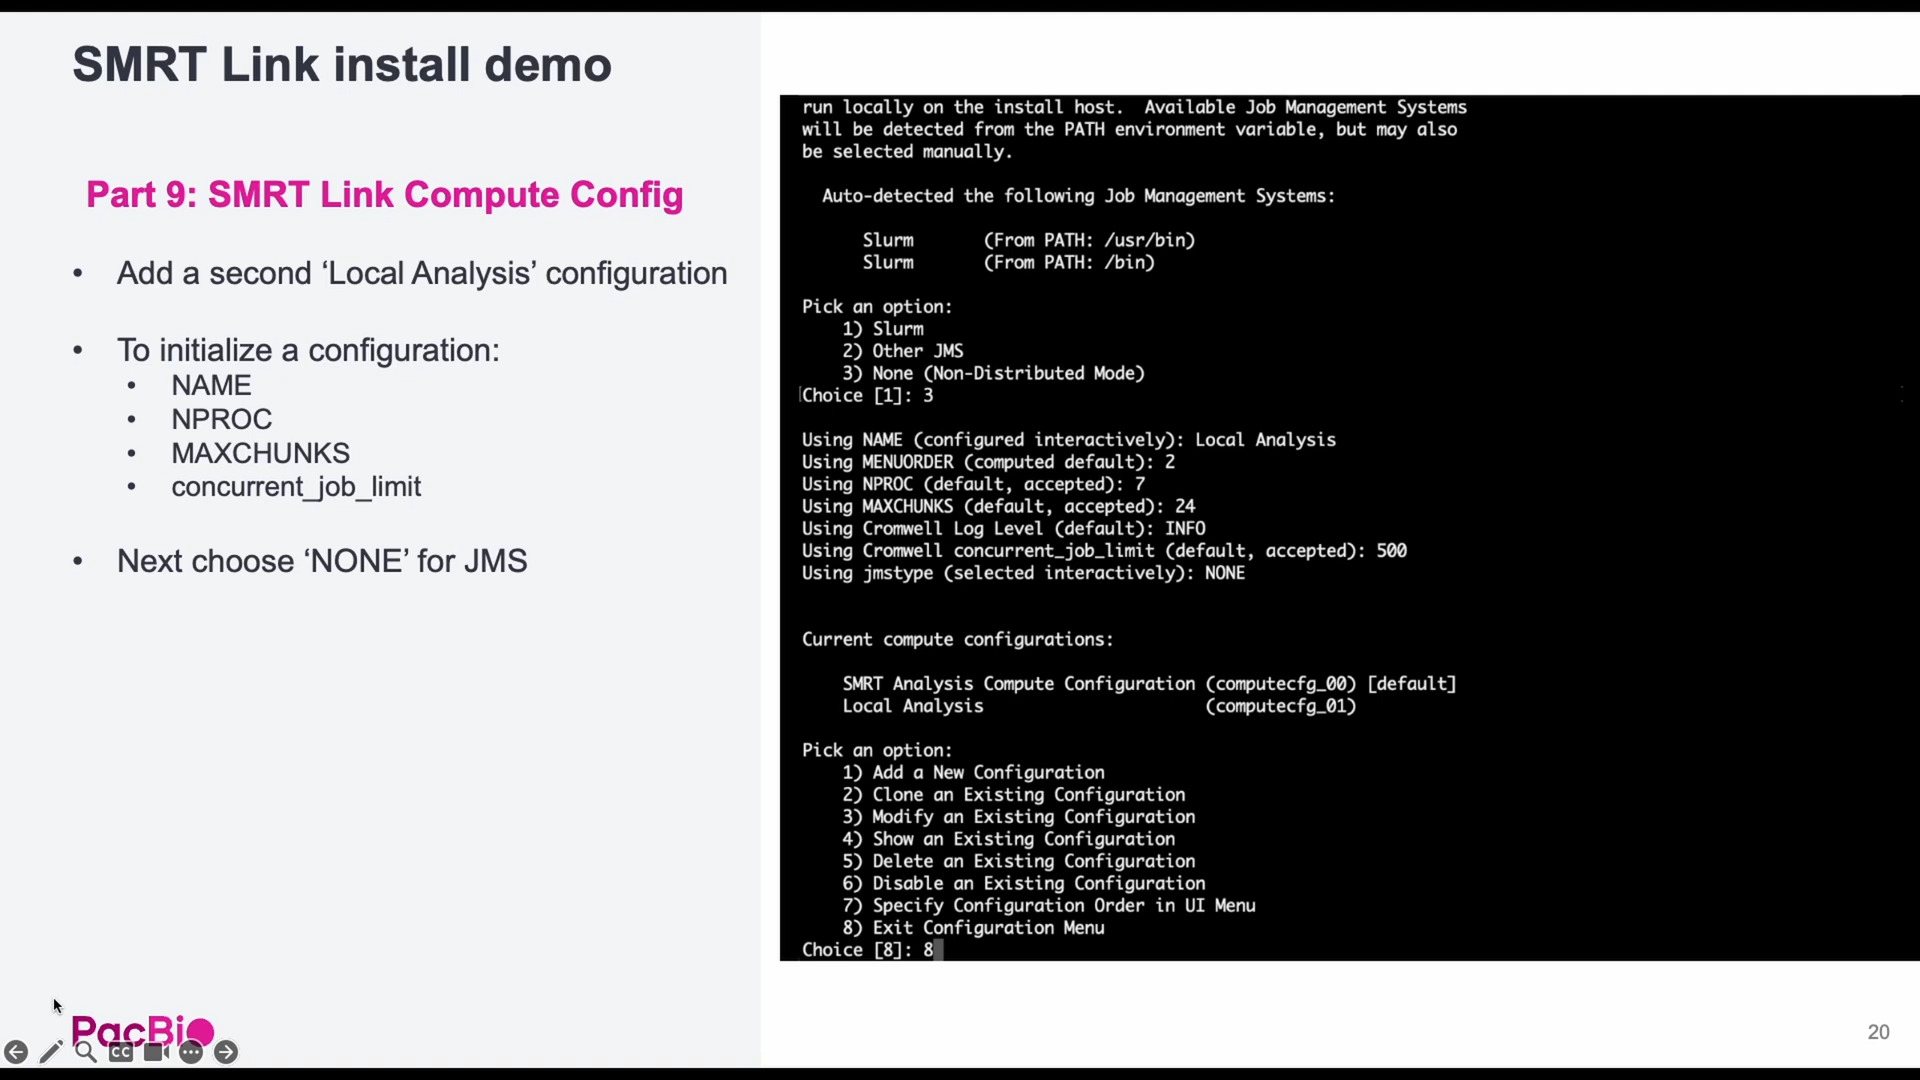 SMRT Link install demo
Part 9: SMRT Link Compute Config
• Add a second ‘Local Analysis’ configuration
• To initialize a configuration:
• NAME
• NPROC
• MAXCHUNKS
• concurrent_job_limit
• Next choose ‘NONE’ for JMS
run locally on the install host.  Available Job Management Systems
will be detected from the PATH environment variable, but may also
be selected manually.
Auto-detected the following Job Management Systems:
Slurm       (From PATH: /usr/bin)
Slurm       (From PATH: /bin)
Pick an option:
1) Slurm
2) Other JMS
3) None (Non-Distributed Mode)
Choice [1]: 3
Using NAME (configured interactively): Local Analysis
Using MENUORDER (computed default): 2
Using NPROC (default, accepted): 7
Using MAXCHUNKS (default, accepted): 24
Using Cromwell Log Level (default): INFO
Using Cromwell concurrent_job_limit (default, accepted): 500
Using jmstype (selected interactively): NONE
Current compute configurations:
SMRT Analysis Compute Configuration (computecfg_00) [default]
Local Analysis                      (computecfg_01)
Pick an option:
1) Add a New Configuration
2) Clone an Existing Configuration
3) Modify an Existing Configuration
4) Show an Existing Configuration
5) Delete an Existing Configuration
6) Disable an Existing Configuration
7) Specify Configuration Order in UI Menu
8) Exit Configuration Menu
Choice [8]: 8
PacBio
CC
20